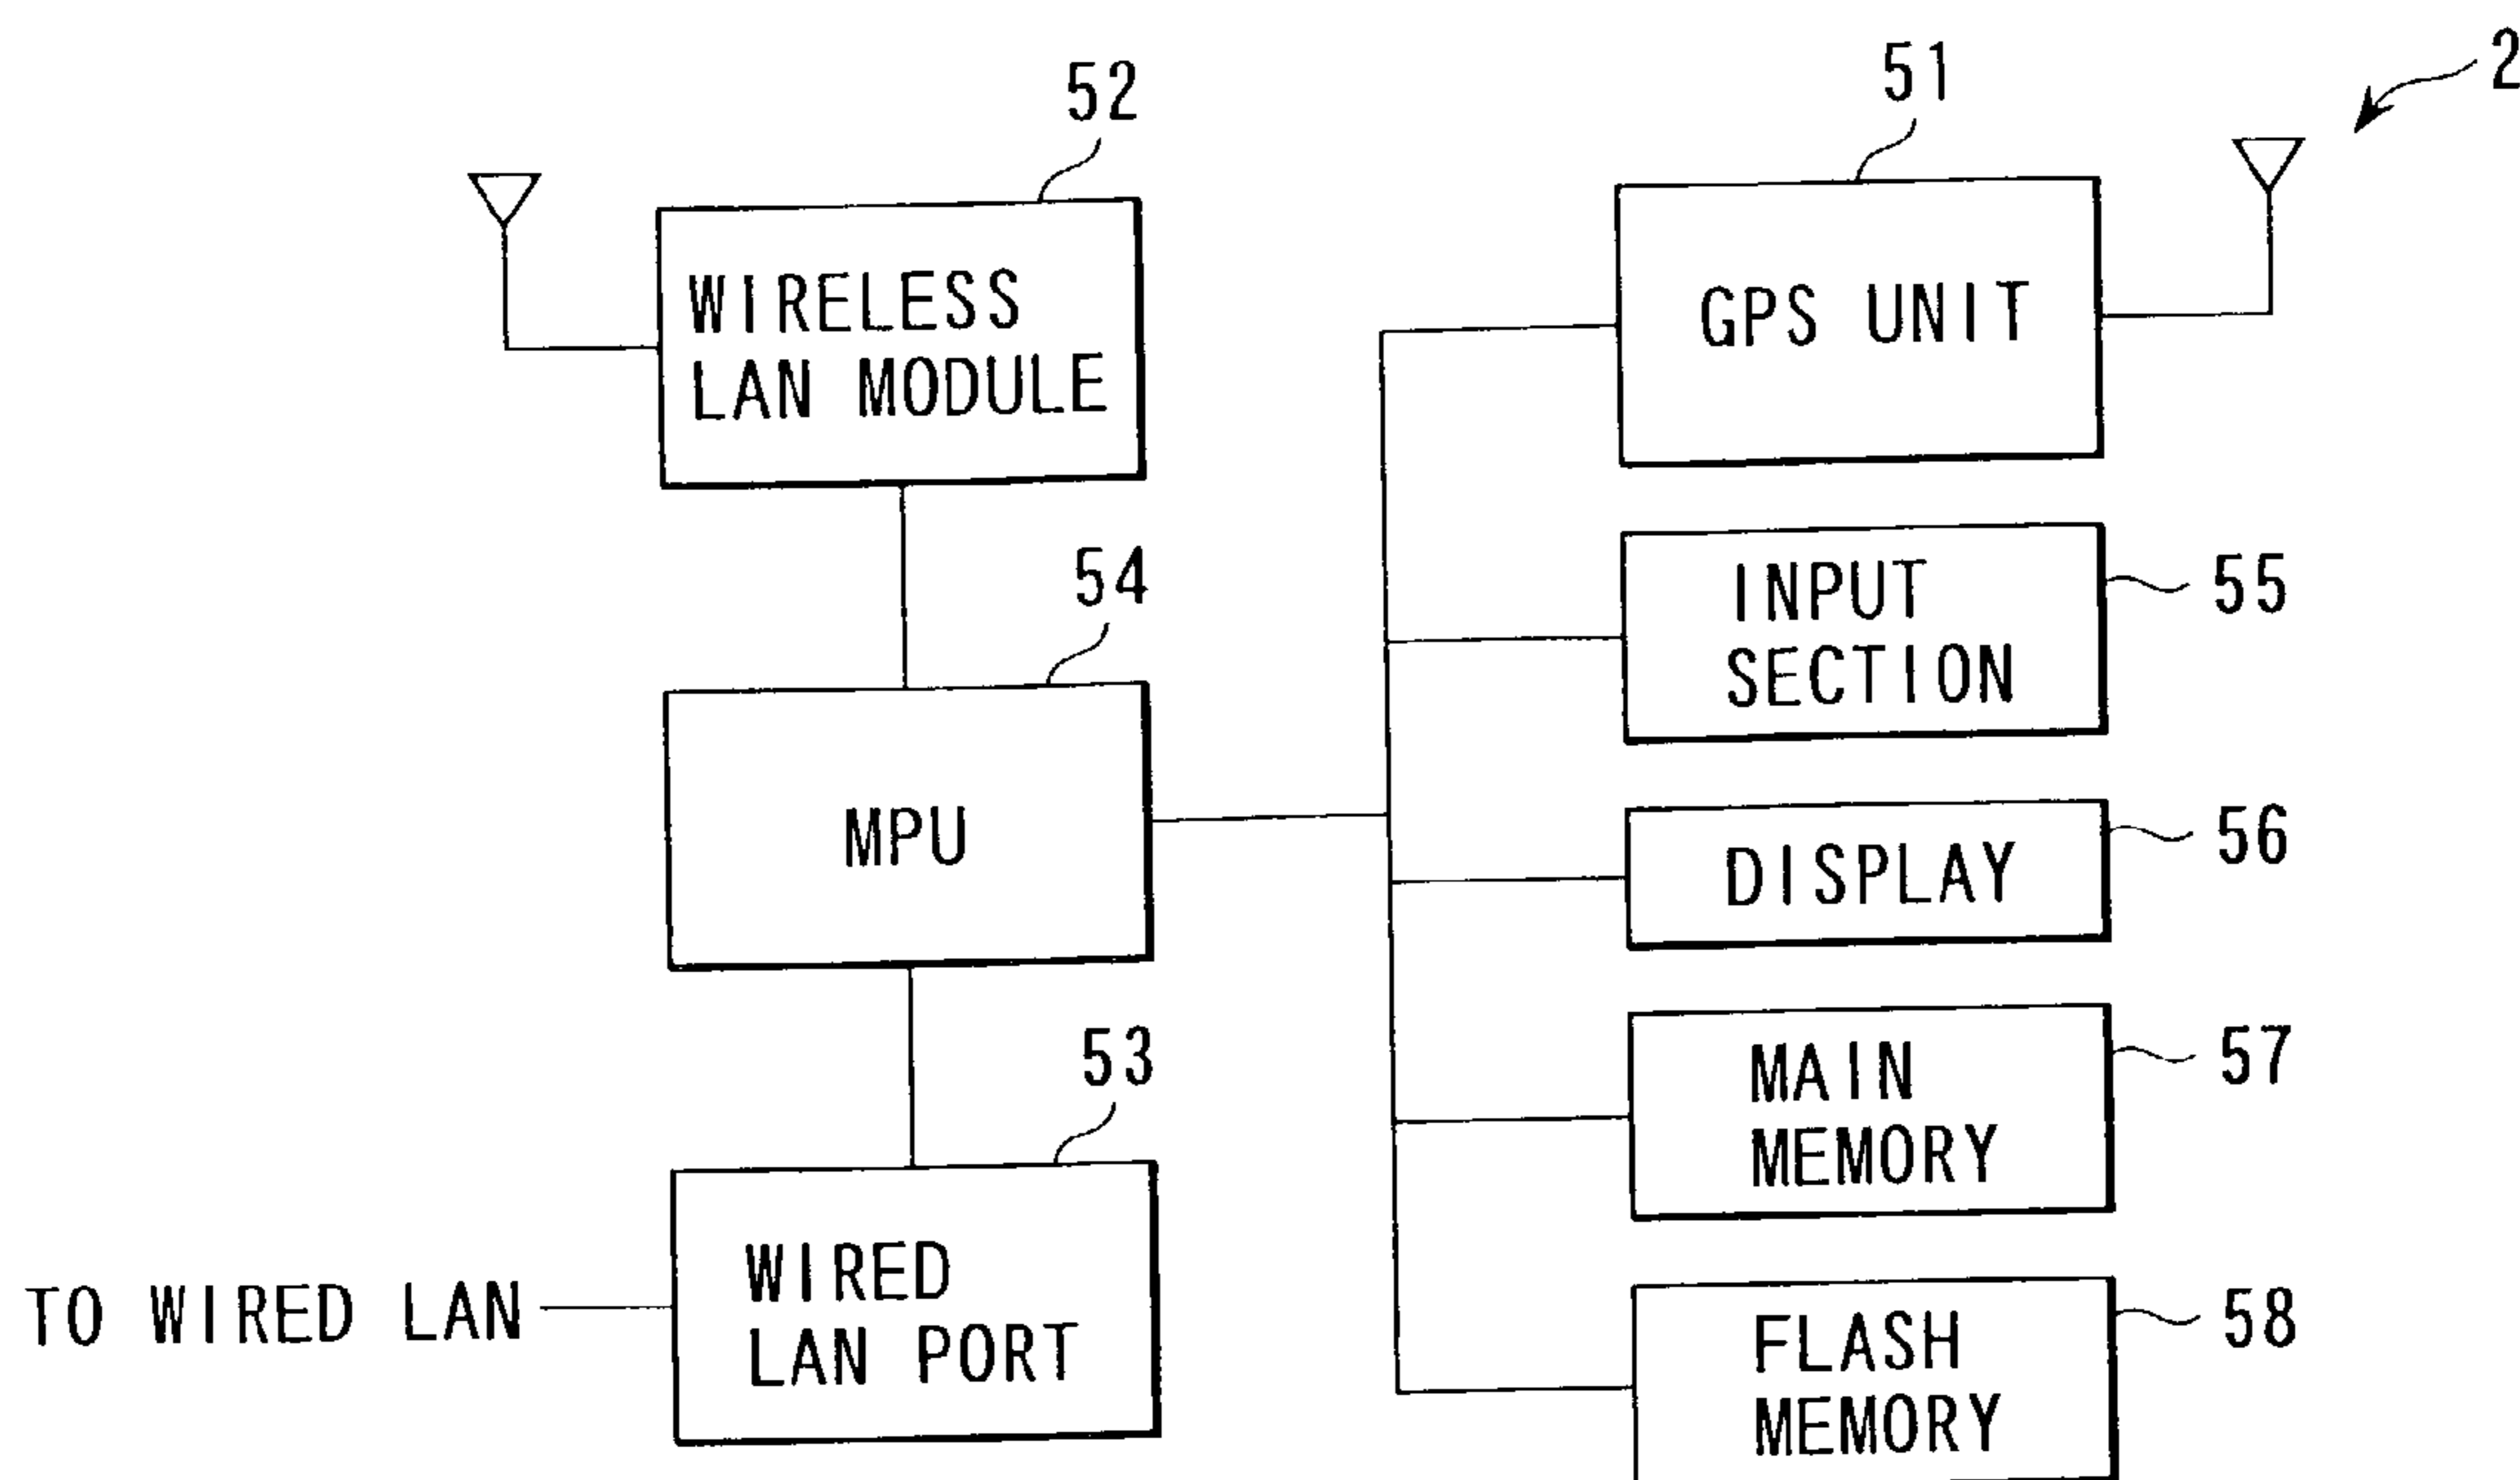 2
52
51
WIRELESS
LAN MODULE
GPS UNIT
54
INPUT
SECTION
55
MPU
DISPLAY
56
53
MAIN
MEMORY
57
WIRED
LAN PORT
TO WIRED LAN
FLASH
MEMORY
58